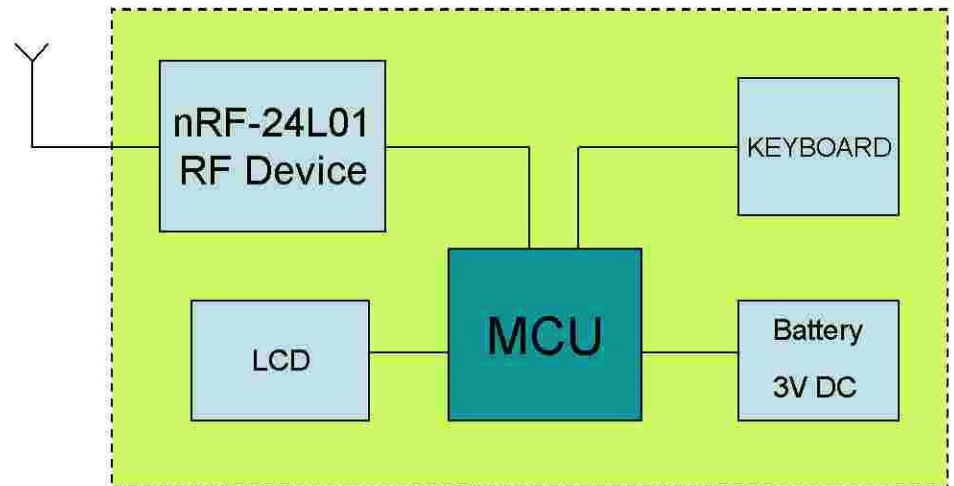 nRF-24L01
RF Device
KEYBOARD
LCD
MCU
Battery
3V DC